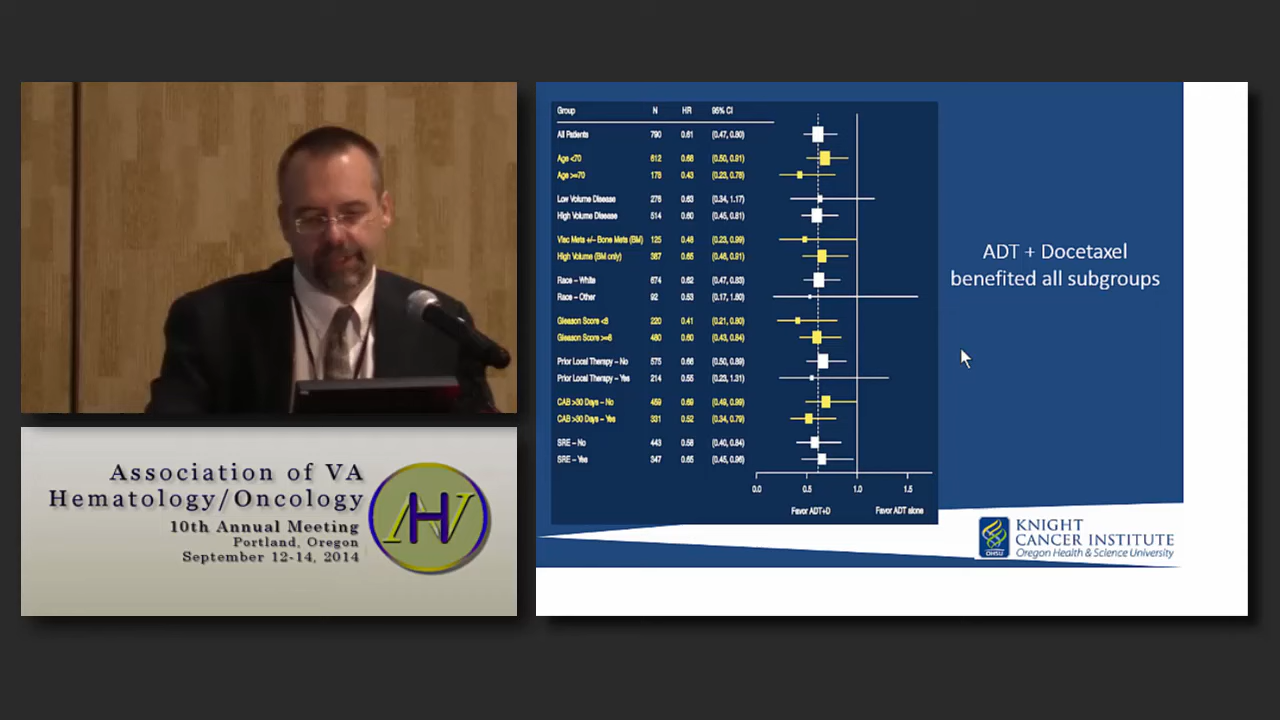 Association of VA
Hematology/Oncology
10th Annual Meeting
Portland, Oregon
September 12-14, 2014
Group N HR 95% CI
All Patients 790 0.61 (0.47, 0.80)
Age <70 612 0.68 (0.50, 0.91)
Age >=70 178 0.43 (0.23, 0.78)
Low Volume Disease 276 0.63 (0.34, 1.17)
High Volume Disease 514 0.60 (0.45, 0.81)
Visc Mets +/- Bone Mets (BM) 125 0.48 (0.23, 0.99)
High Volume (BM only) 387 0.65 (0.46, 0.91)
Race – White 674 0.62 (0.47, 0.83)
Race – Other 92 0.53 (0.17, 1.60)
Gleason Score <8 220 0.41 (0.21, 0.80)
Gleason Score >=8 480 0.60 (0.43, 0.84)
Prior Local Therapy – No 575 0.66 (0.50, 0.89)
Prior Local Therapy – Yes 214 0.55 (0.23, 1.31)
CAB >30 Days – No 459 0.69 (0.49, 0.99)
CAB >30 Days – Yes 331 0.52 (0.34, 0.79)
SRE – No 443 0.58 (0.40, 0.84)
SRE – Yes 347 0.65 (0.45, 0.96)
0.0 0.5 1.0 1.5
Favor ADT+D Favor ADT alone
ADT + Docetaxel
benefited all subgroups
OHSU
KNIGHT
CANCER INSTITUTE
Oregon Health & Science University